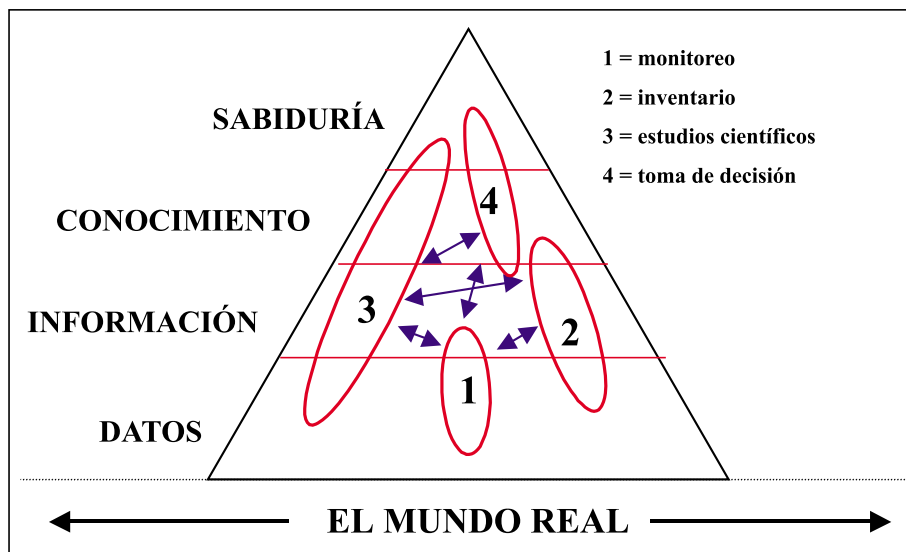 1 = monitoreo
2 = inventario
3 = estudios científicos
4 = toma de decisión
SABIDURÍA
4
CONOCIMIENTO
3
INFORMACIÓN
2
1
DATOS
EL MUNDO REAL